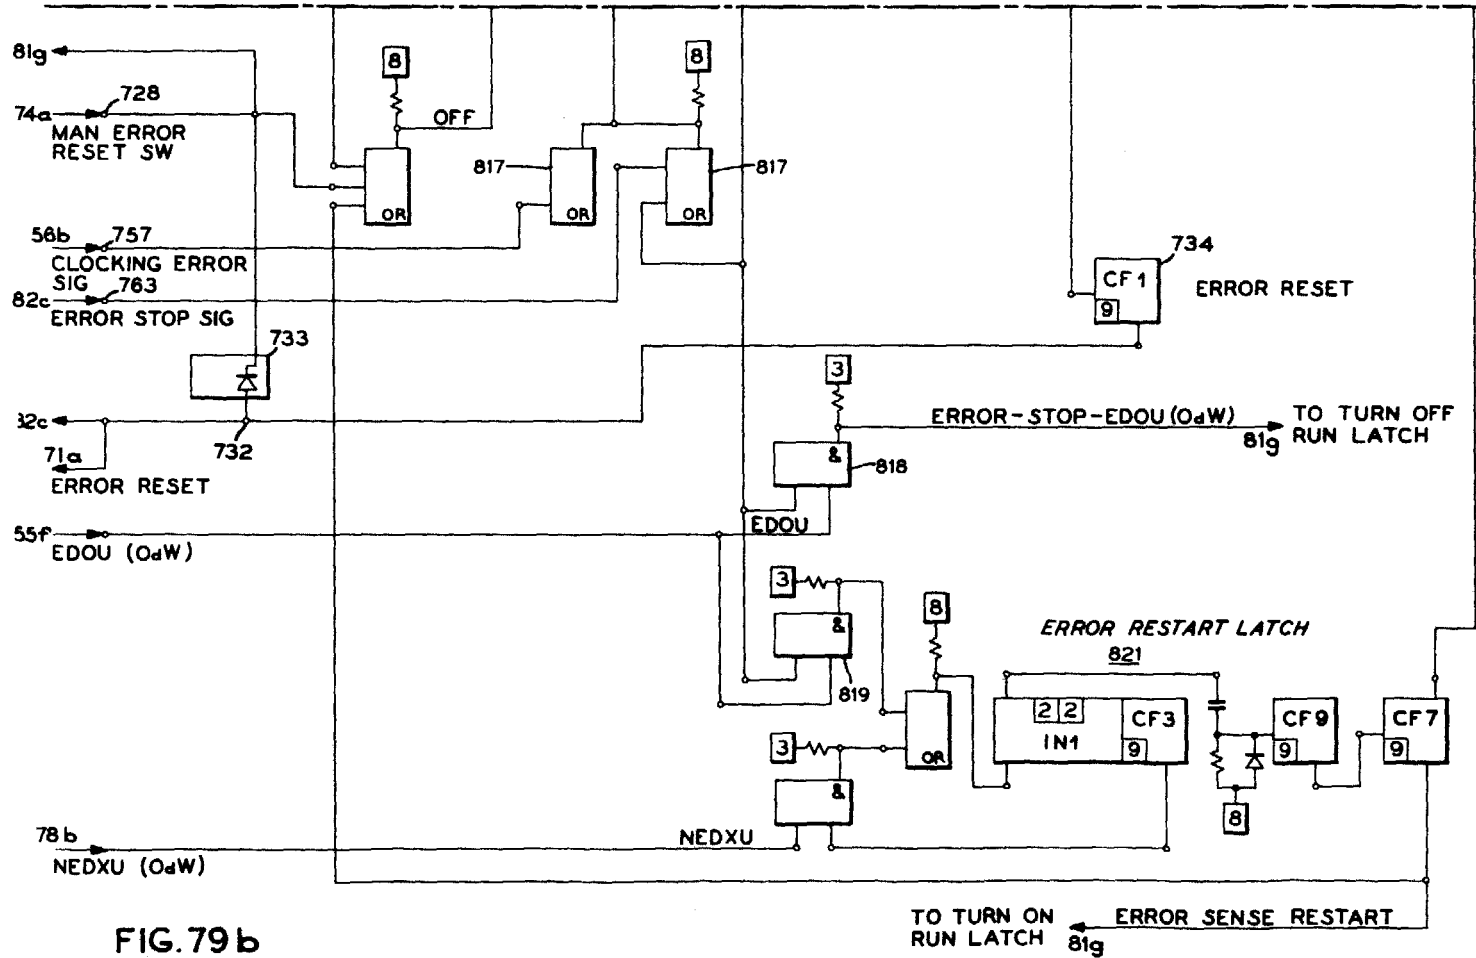 81g
8
8
74a
728
OFF
MAN ERROR
RESET SW
817
817
OR
OR
OR
56b
757
CLOCKING ERROR
SIG
734
CF1
9
ERROR RESET
82c
763
ERROR STOP SIG
733
3
32c
732
ERROR-STOP-EDOU (OdW)
81g
TO TURN OFF
RUN LATCH
71a
&
818
ERROR RESET
EDOU
55f
EDOU (OdW)
3
8
&
819
ERROR RESTART LATCH
821
2 2
IN1
CF3
9
CF9
9
CF7
9
3
OR
&
8
78b
NEDXU
NEDXU (OdW)
TO TURN ON
RUN LATCH
81g
ERROR SENSE RESTART
FIG. 79b